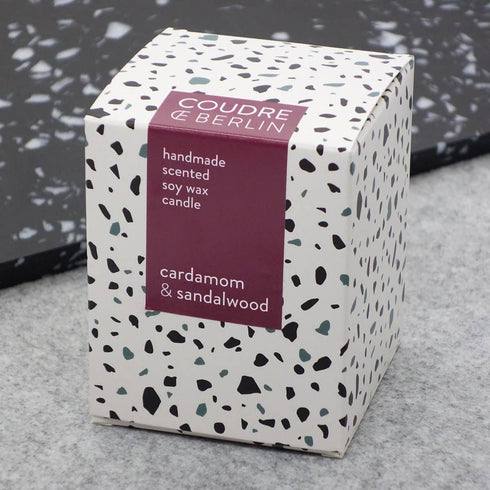 COUDRE
Œ BERLIN
handmade
scented
soy wax
candle
cardamom
& sandalwood